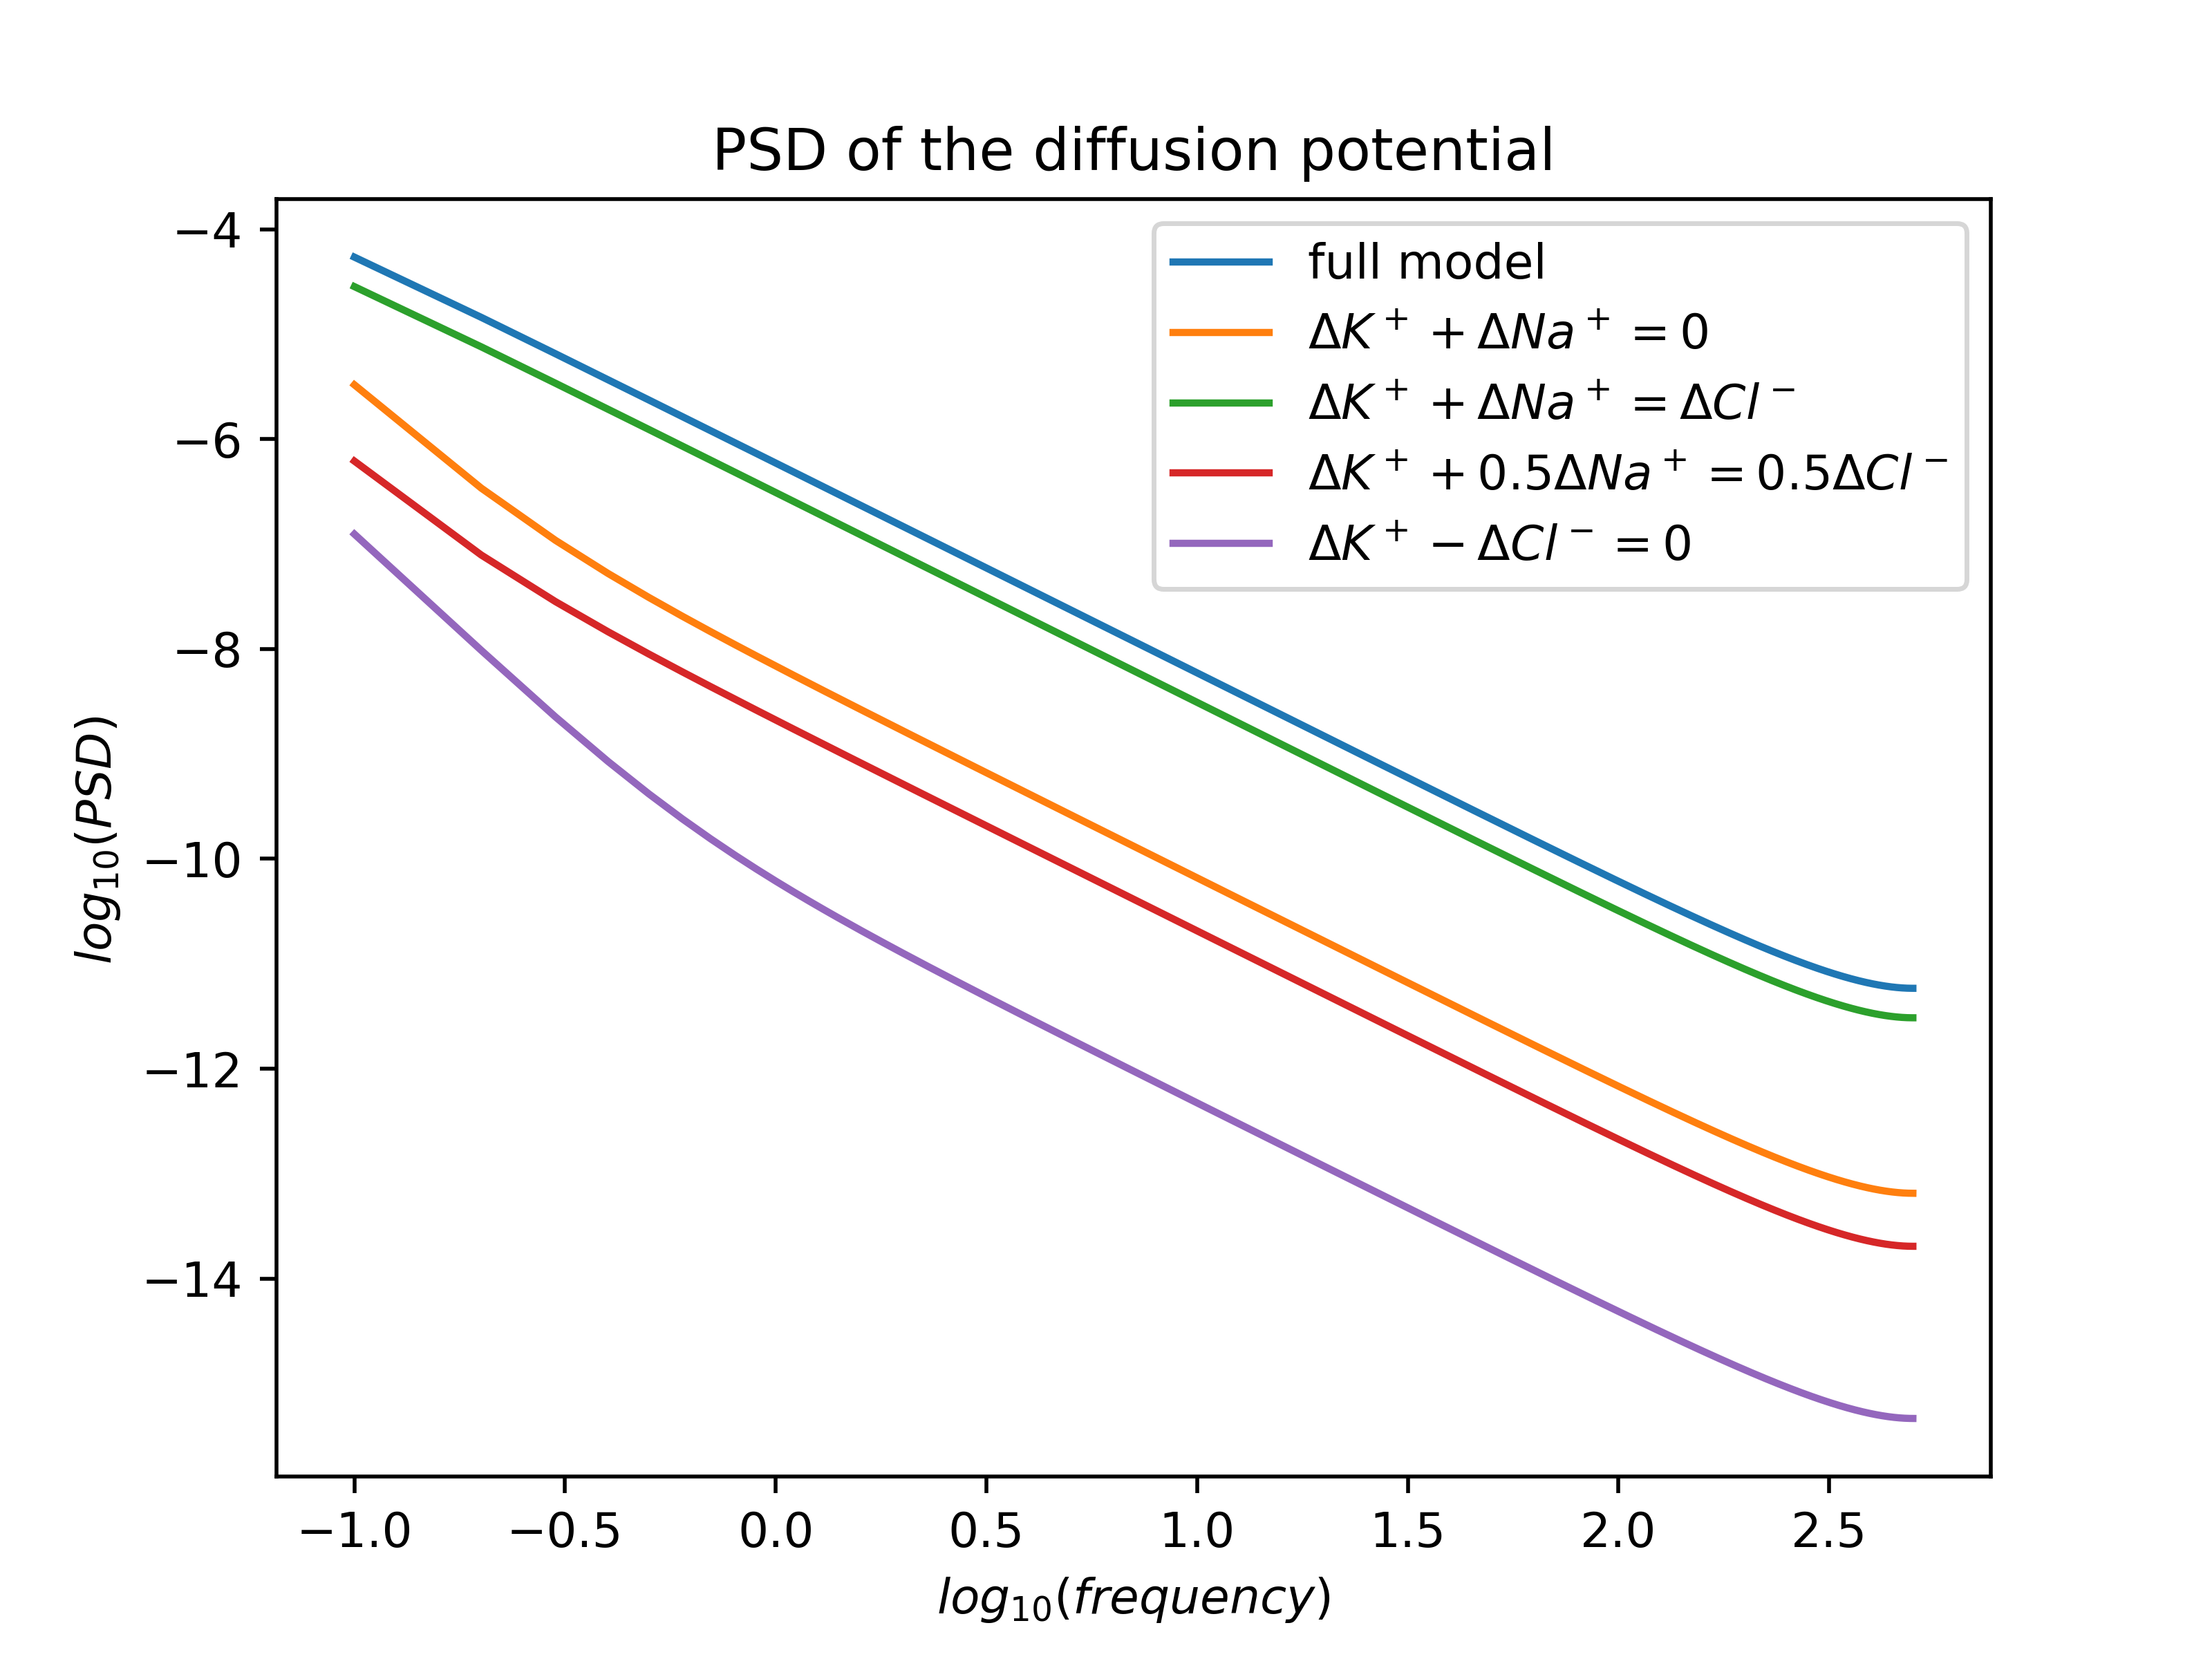 PSD of the diffusion potential
−4
−6
−8
−10
−12
−14
log₁₀(PSD)
full model
ΔK⁺ + ΔNa⁺ = 0
ΔK⁺ + ΔNa⁺ = ΔCl⁻
ΔK⁺ + 0.5ΔNa⁺ = 0.5ΔCl⁻
ΔK⁺ − ΔCl⁻ = 0
−1.0 −0.5 0.0 0.5 1.0 1.5 2.0 2.5
log₁₀(frequency)